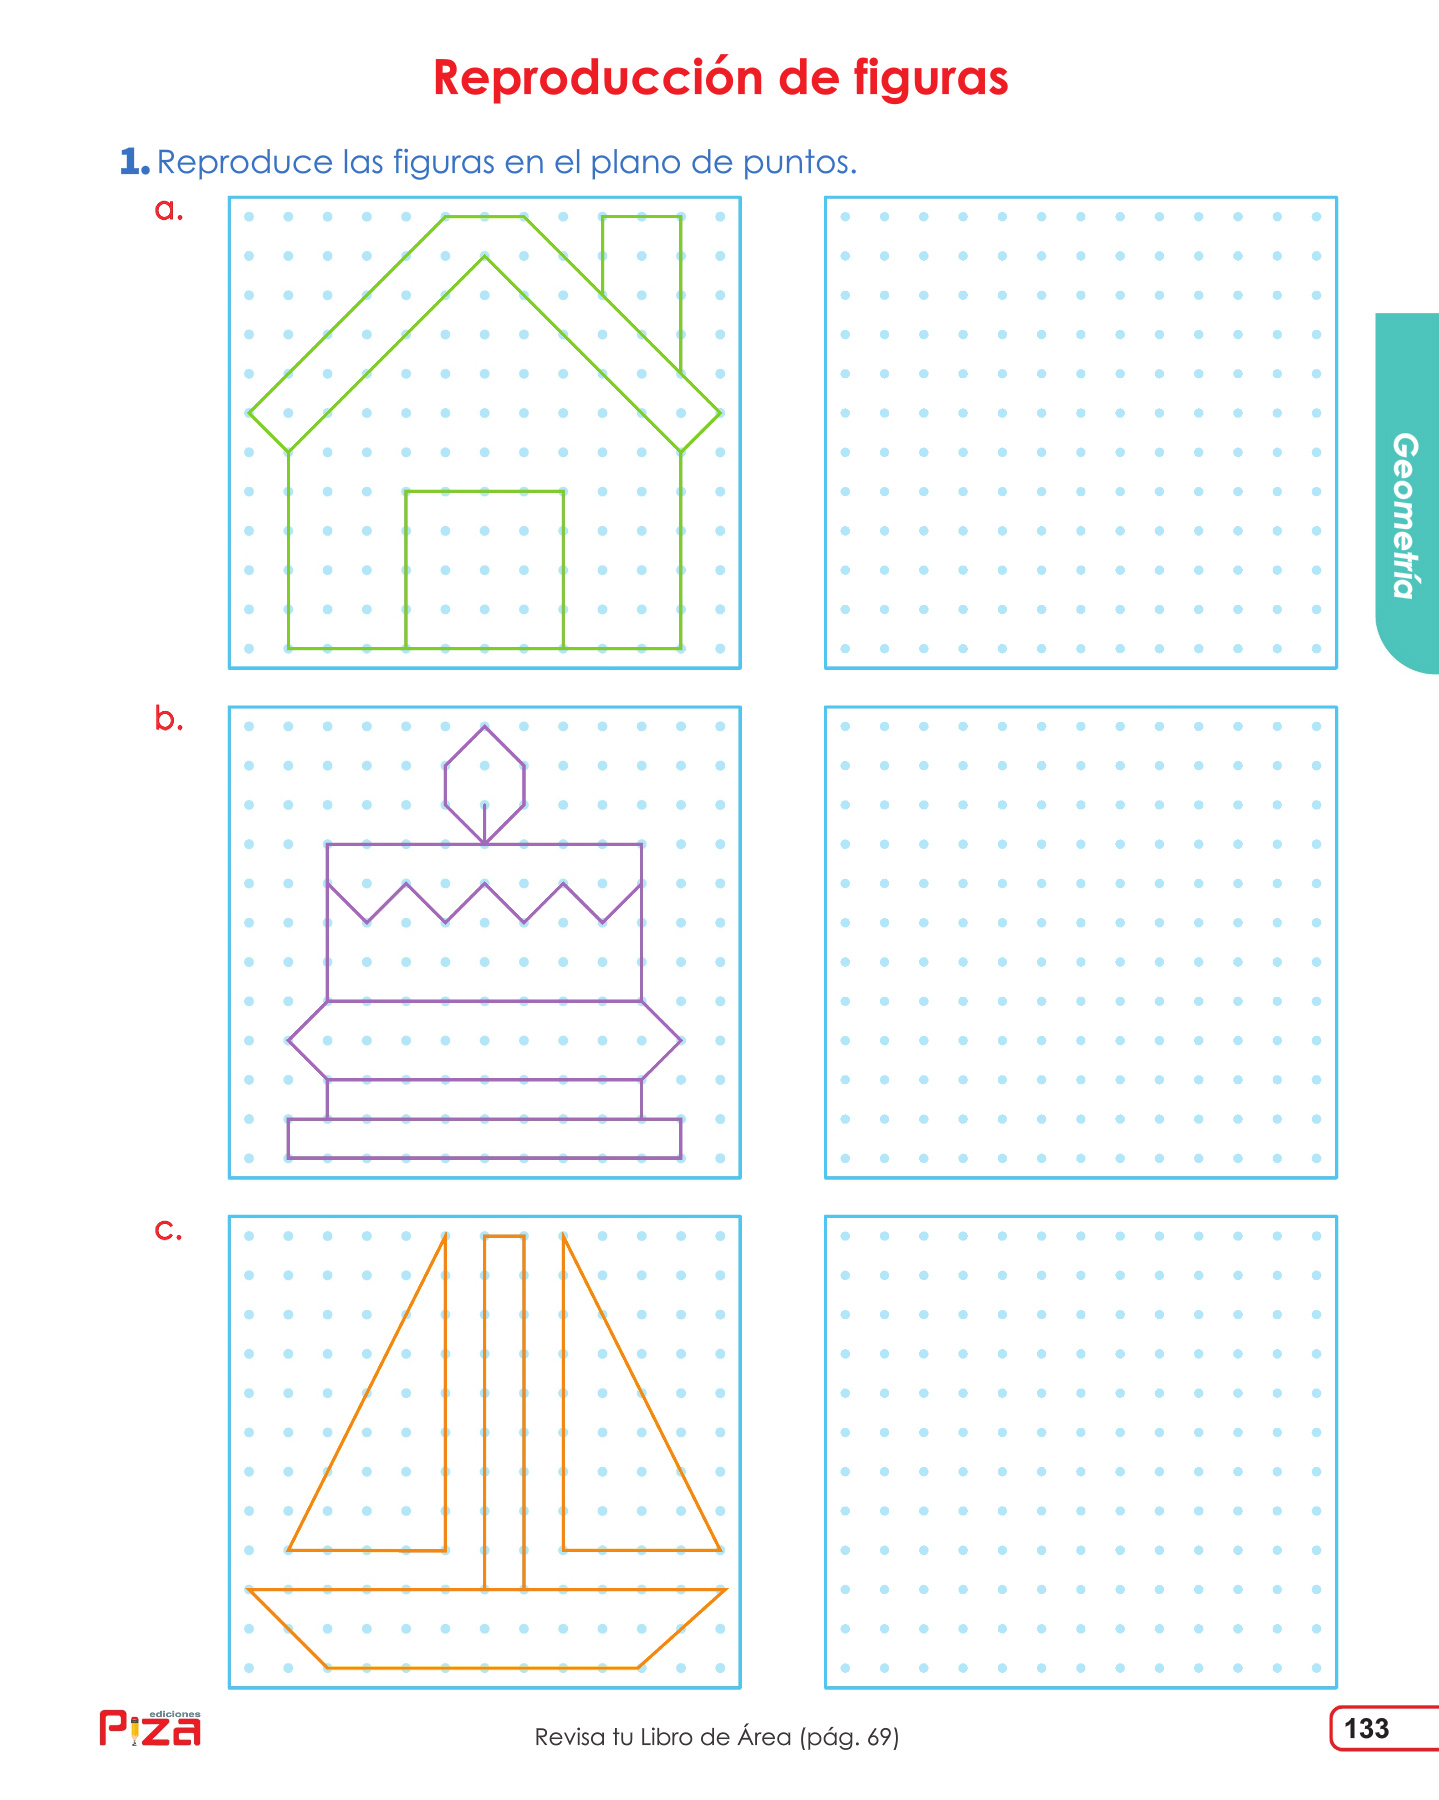 Reproducción de figuras
1. Reproduce las figuras en el plano de puntos.
a.
Geometría
b.
c.
ediciones
Piza
Revisa tu Libro de Área (pág. 69)
133